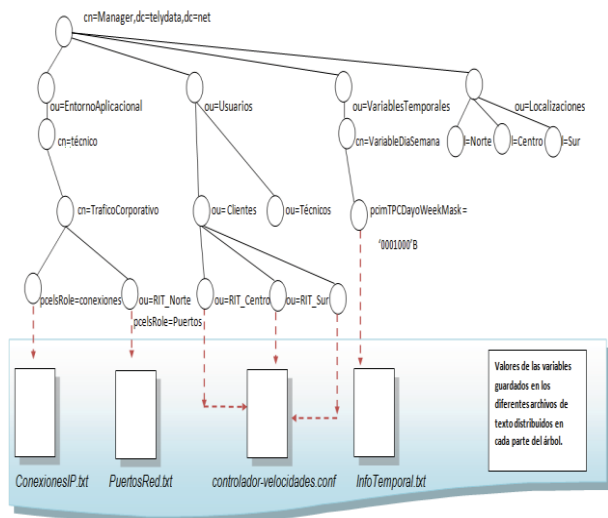 cn=Manager,dc=telydata,dc=net
ou=EntornoAplicacional
ou=Usuarios
ou=VariablesTemporales
ou=Localizaciones
cn=técnico
cn=VariableDiaSemana
l=Norte
l=Centro
l=Sur
cn=TraficoCorporativo
ou=Clientes
ou=Técnicos
pcimTPCDayoWeekMask=
'0001000'B
pcelsRole=conexiones
ou=RIT_Norte
ou=RIT_Centro
ou=RIT_Sur
pcelsRole=Puertos
Valores de las variables
guardados en los
diferentes archivos de
texto distribuidos en
cada parte del árbol.
ConexionesIP.txt
PuertosRed.txt
controlador-velocidades.conf
InfoTemporal.txt